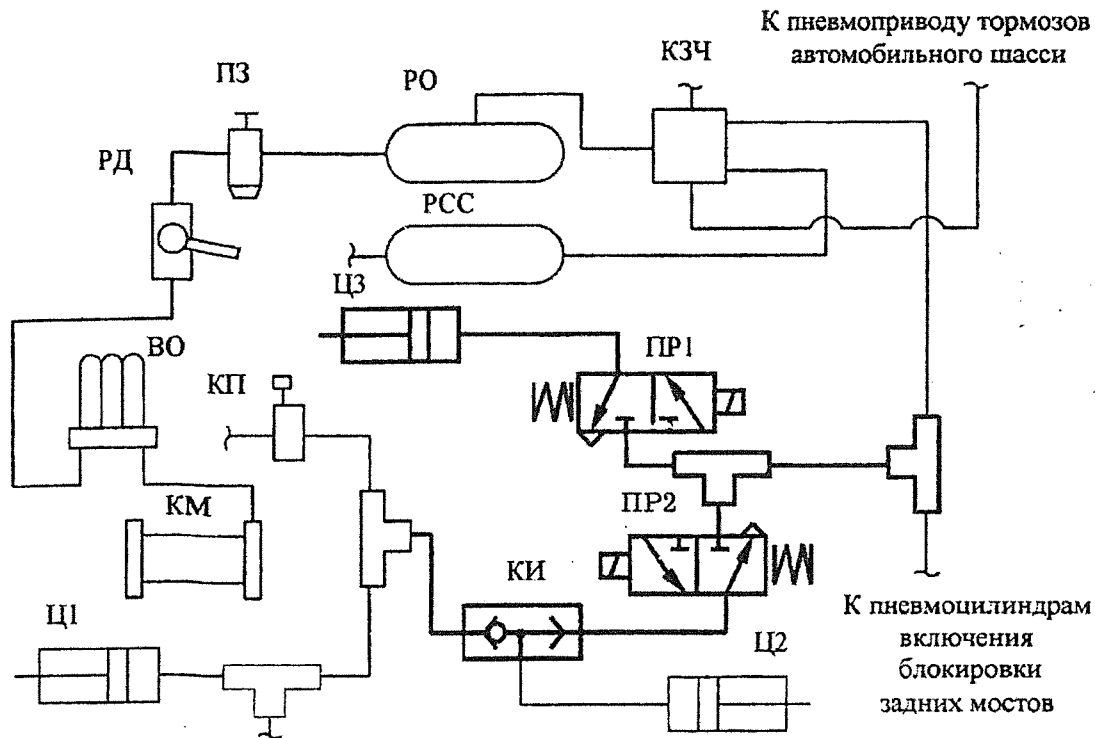 К пневмоприводу тормозов
автомобильного шасси
ПЗ
РО
КЗЧ
РД
РСС
Ц3
ВО
КП
ПР1
КМ
ПР2
КИ
Ц1
Ц2
К пневмоцилиндрам
включения
блокировки
задних мостов